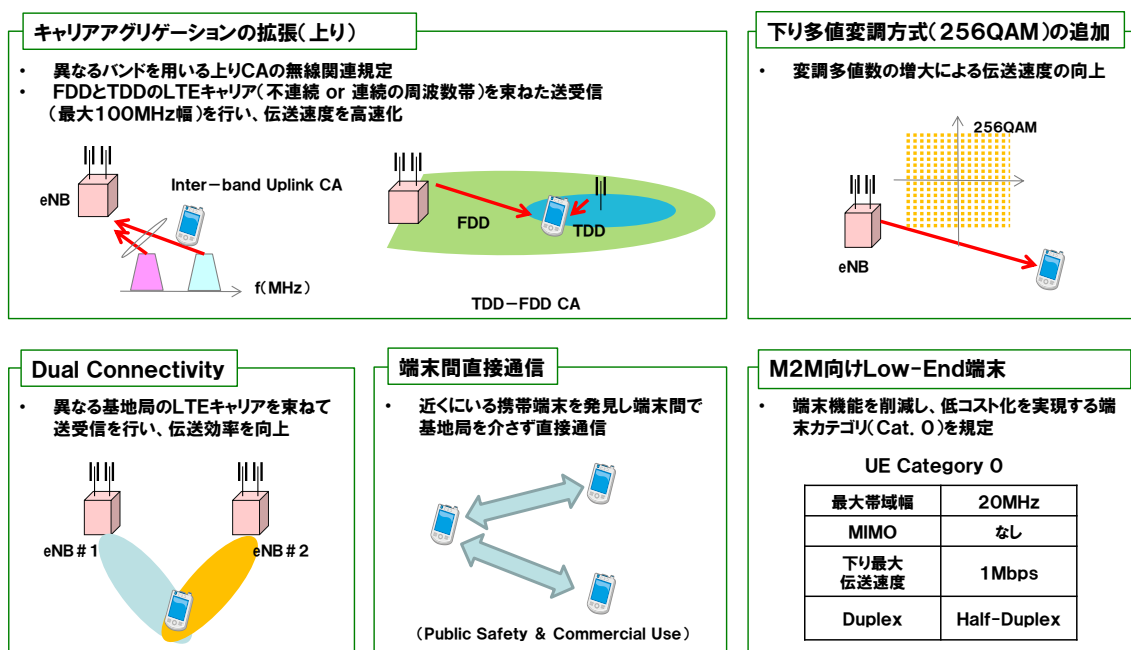 キャリアアグリゲーションの拡張(上り)
・ 異なるバンドを用いる上りCAの無線関連規定
・ FDDとTDDのLTEキャリア(不連続 or 連続の周波数帯)を束ねた送受信
(最大100MHz幅)を行い、伝送速度を高速化
eNB
Inter-band Uplink CA
f(MHz)
FDD
TDD
TDD-FDD CA
下り多値変調方式(256QAM)の追加
・ 変調多値数の増大による伝送速度の向上
256QAM
eNB
Dual Connectivity
・ 異なる基地局のLTEキャリアを束ねて
送受信を行い、伝送効率を向上
eNB#1
eNB#2
端末間直接通信
・ 近くにいる携帯端末を発見し端末間で
基地局を介さず直接通信
(Public Safety & Commercial Use)
M2M向けLow-End端末
・ 端末機能を削減し、低コスト化を実現する端
末カテゴリ(Cat. 0)を規定
UE Category 0
最大帯域幅 20MHz
MIMO なし
下り最大
伝送速度 1Mbps
Duplex Half-Duplex